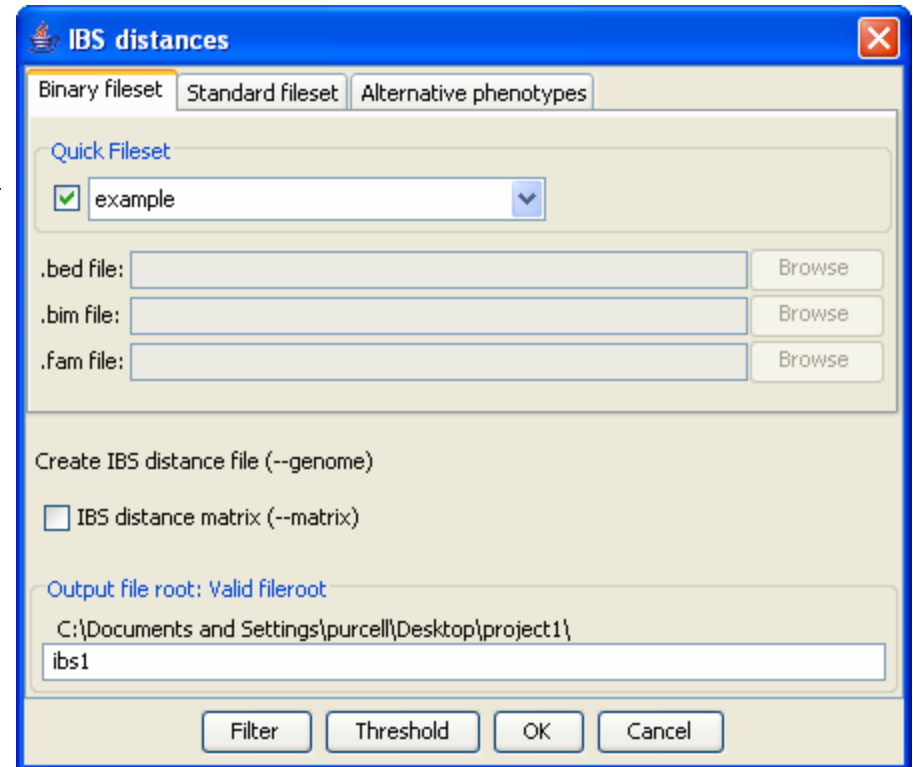 IBS distances
Binary fileset Standard fileset Alternative phenotypes
Quick Fileset
example
.bed file: Browse
.bim file: Browse
.fam file: Browse
Create IBS distance file (--genome)
IBS distance matrix (--matrix)
Output file root: Valid fileroot
C:\Documents and Settings\purcell\Desktop\project1\
ibs1
Filter Threshold OK Cancel